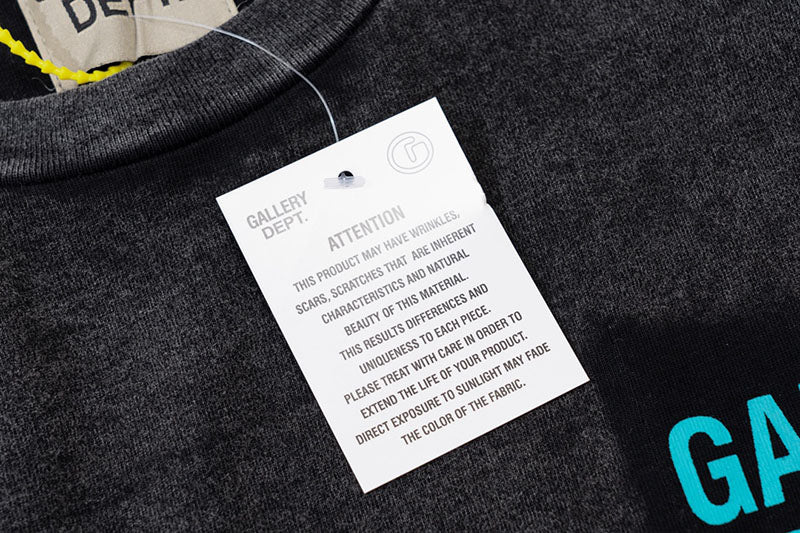 DEPT.
GALLERY
DEPT.
ATTENTION
THIS PRODUCT MAY HAVE WRINKLES,
SCARS, SCRATCHES THAT ARE INHERENT
CHARACTERISTICS AND NATURAL
BEAUTY OF THIS MATERIAL.
THIS RESULTS DIFFERENCES AND
UNIQUENESS TO EACH PIECE.
PLEASE TREAT WITH CARE IN ORDER TO
EXTEND THE LIFE OF YOUR PRODUCT.
DIRECT EXPOSURE TO SUNLIGHT MAY FADE
THE COLOR OF THE FABRIC.
GA